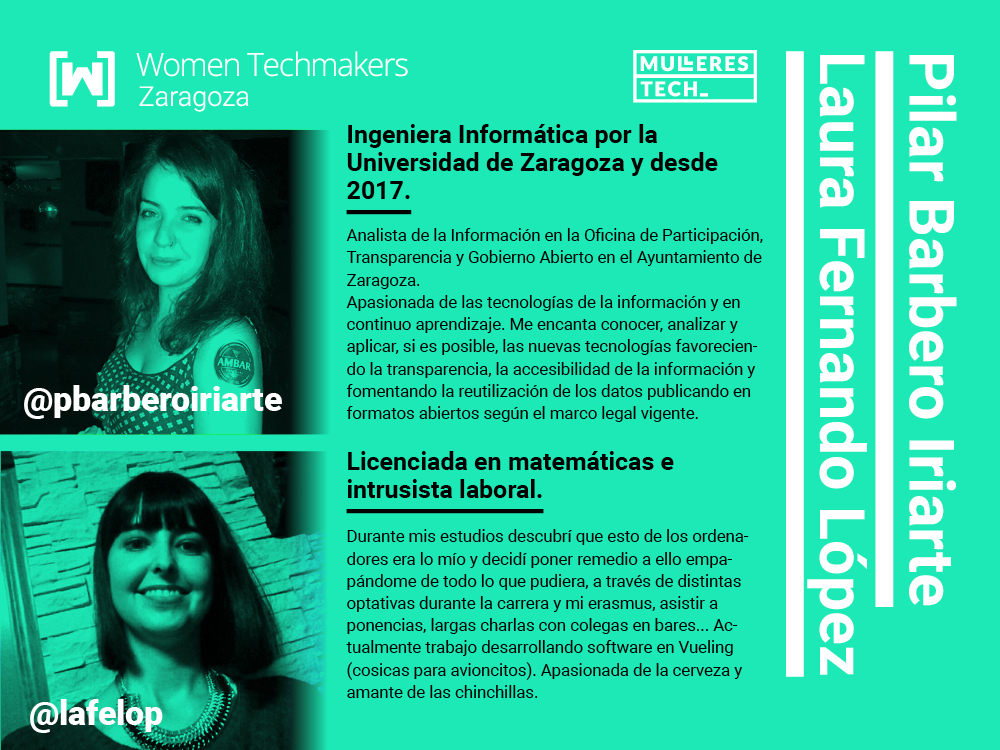 Women Techmakers
Zaragoza
MULLERES
TECH_
Pilar Barbero Iriarte
Laura Fernando López
Ingeniera Informática por la
Universidad de Zaragoza y desde
2017.
Analista de la Información en la Oficina de Participación,
Transparencia y Gobierno Abierto en el Ayuntamiento de
Zaragoza.
Apasionada de las tecnologías de la información y en
continuo aprendizaje. Me encanta conocer, analizar y
aplicar, si es posible, las nuevas tecnologías favorecien-
do la transparencia, la accesibilidad de la información y
fomentando la reutilización de los datos publicando en
formatos abiertos según el marco legal vigente.
AMBAR
@pbarberoiriarte
Licenciada en matemáticas e
intrusista laboral.
Durante mis estudios descubrí que esto de los ordena-
dores era lo mío y decidí poner remedio a ello empa-
pándome de todo lo que pudiera, a través de distintas
optativas durante la carrera y mi erasmus, asistir a
ponencias, largas charlas con colegas en bares... Ac-
tualmente trabajo desarrollando software en Vueling
(cosicas para avioncitos). Apasionada de la cerveza y
amante de las chinchillas.
@lafelop